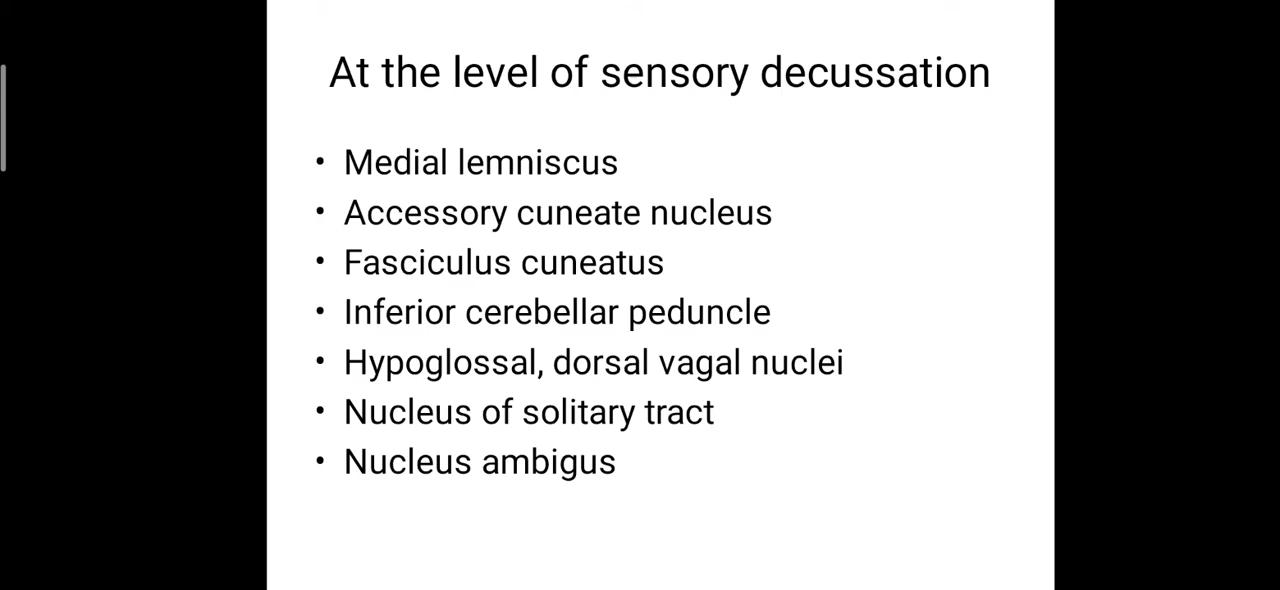 At the level of sensory decussation
• Medial lemniscus
• Accessory cuneate nucleus
• Fasciculus cuneatus
• Inferior cerebellar peduncle
• Hypoglossal, dorsal vagal nuclei
• Nucleus of solitary tract
• Nucleus ambigus